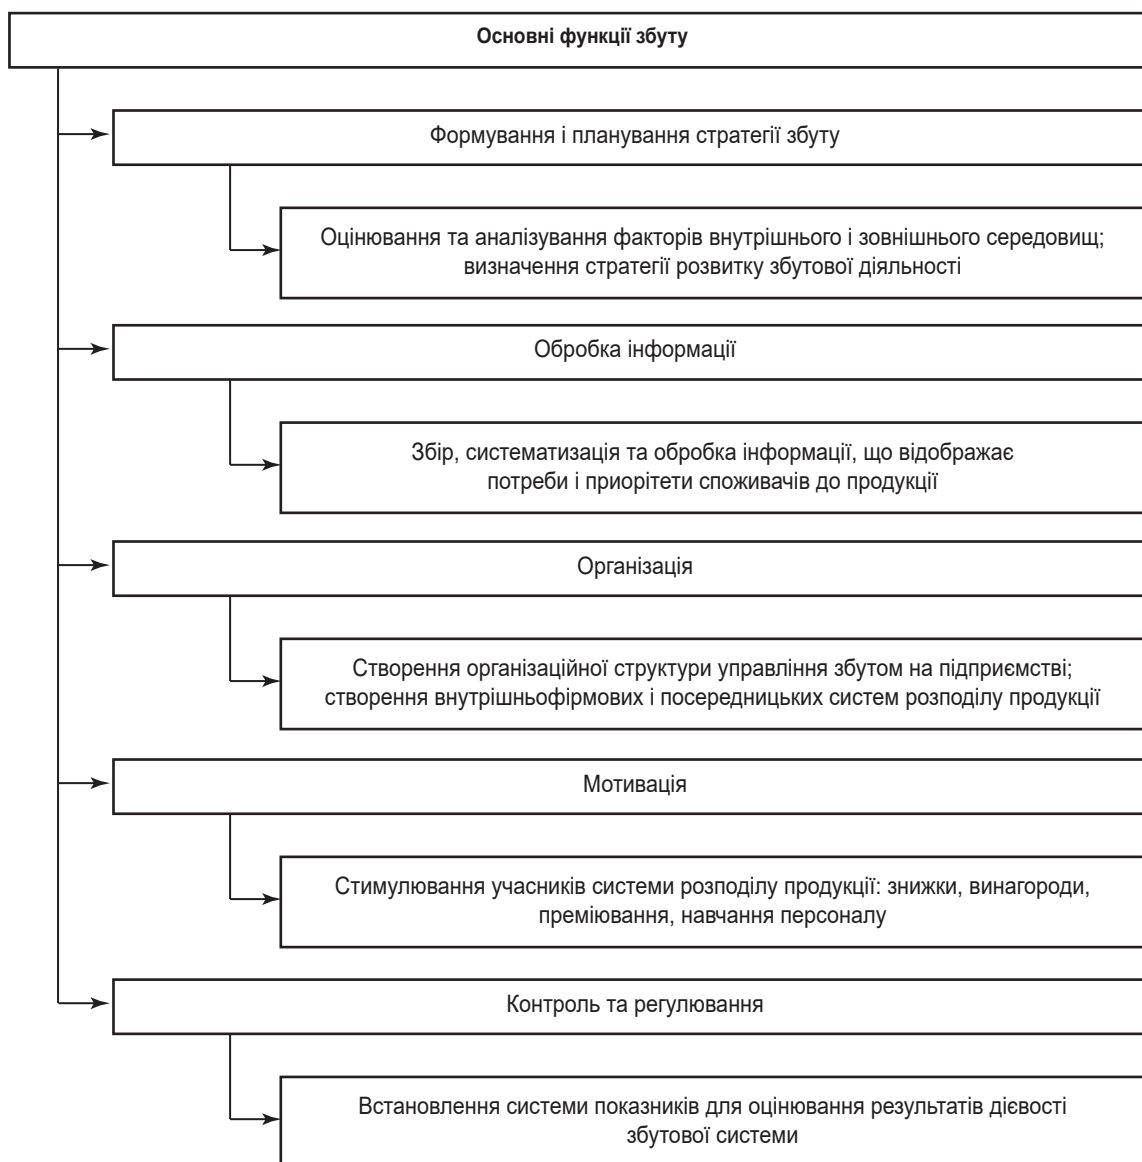 Основні функції збуту
Формування і планування стратегії збуту
Оцінювання та аналізування факторів внутрішнього і зовнішнього середовищ;
визначення стратегії розвитку збутової діяльності
Обробка інформації
Збір, систематизація та обробка інформації, що відображає
потреби і приорітети споживачів до продукції
Організація
Створення організаційної структури управління збутом на підприємстві;
створення внутрішньофірмових і посередницьких систем розподілу продукції
Мотивація
Стимулювання учасників системи розподілу продукції: знижки, винагороди,
преміювання, навчання персоналу
Контроль та регулювання
Встановлення системи показників для оцінювання результатів дієвості
збутової системи